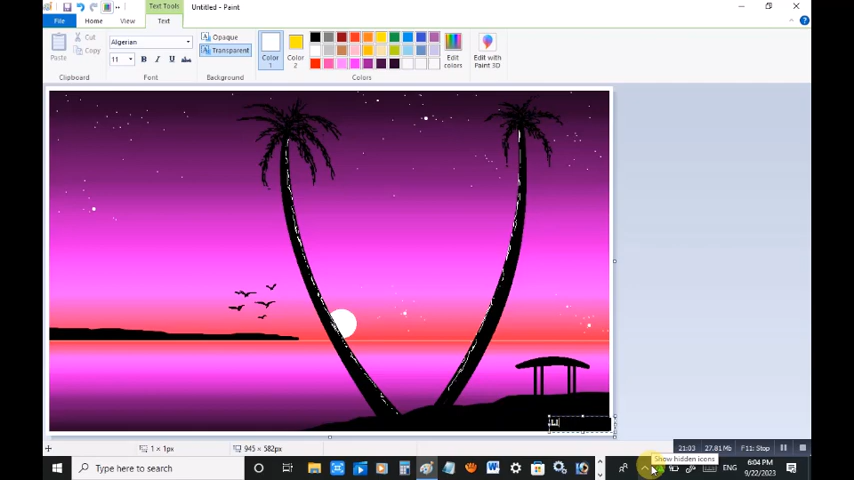 Text Tools
Untitled - Paint
File
Home
View
Text
Paste
Cut
Copy
Clipboard
Algerian
11
B
I
U
abc
Font
Opaque
Transparent
Background
Color
1
Color
2
Edit
colors
Edit with
Paint 3D
Colors
1 × 1px
945 × 582px
21:03
27.81 Mb
F11: Stop
Show hidden icons
Type here to search
ENG
6:04 PM
9/22/2023